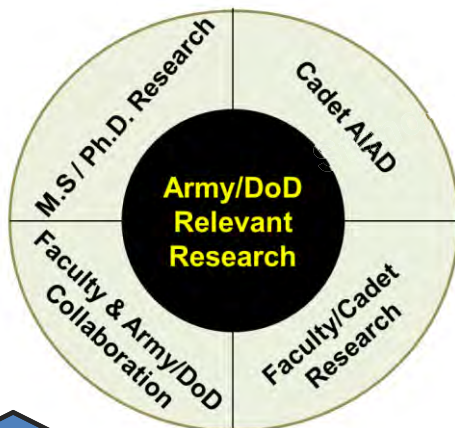 M.S / Ph.D. Research
Cadet AIAD
Army/DoD
Relevant
Research
Faculty & Army/DoD
Collaboration
Faculty/Cadet
Research